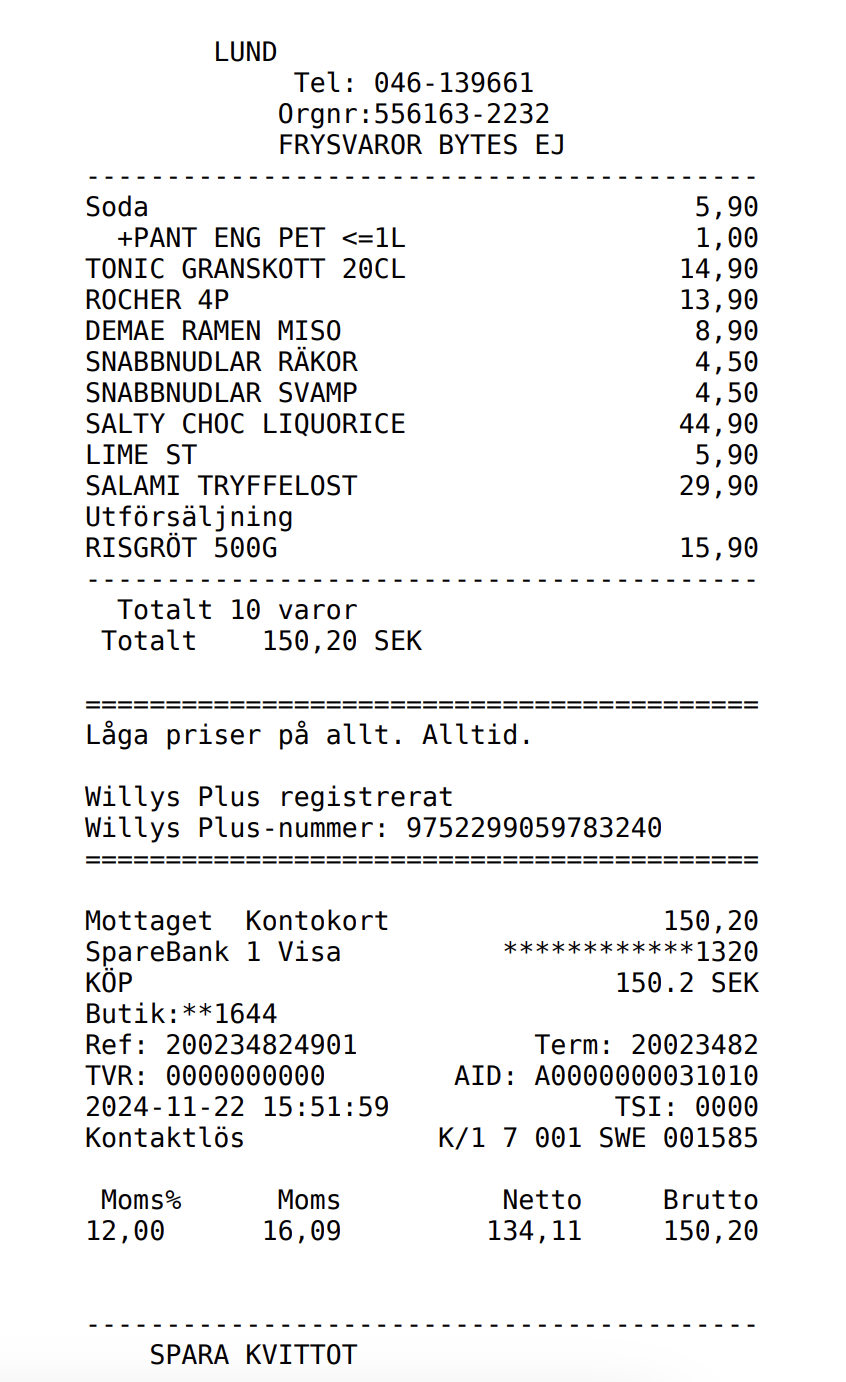 LUND
Tel: 046-139661
Orgnr:556163-2232
FRYSVAROR BYTES EJ
------------------------------------------
Soda 5,90
+PANT ENG PET <=1L 1,00
TONIC GRANSKOTT 20CL 14,90
ROCHER 4P 13,90
DEMAE RAMEN MISO 8,90
SNABBNUDLAR RÄKOR 4,50
SNABBNUDLAR SVAMP 4,50
SALTY CHOC LIQUORICE 44,90
LIME ST 5,90
SALAMI TRYFFELOST 29,90
Utförsäljning
RISGRÖT 500G 15,90
------------------------------------------
Totalt 10 varor
Totalt 150,20 SEK
==========================================
Låga priser på allt. Alltid.
Willys Plus registrerat
Willys Plus-nummer: 9752299059783240
==========================================
Mottaget Kontokort 150,20
SpareBank 1 Visa ************1320
KÖP 150.2 SEK
Butik:**1644
Ref: 200234824901 Term: 20023482
TVR: 0000000000 AID: A0000000031010
2024-11-22 15:51:59 TSI: 0000
Kontaktlös K/1 7 001 SWE 001585
Moms% Moms Netto Brutto
12,00 16,09 134,11 150,20
------------------------------------------
SPARA KVITTOT